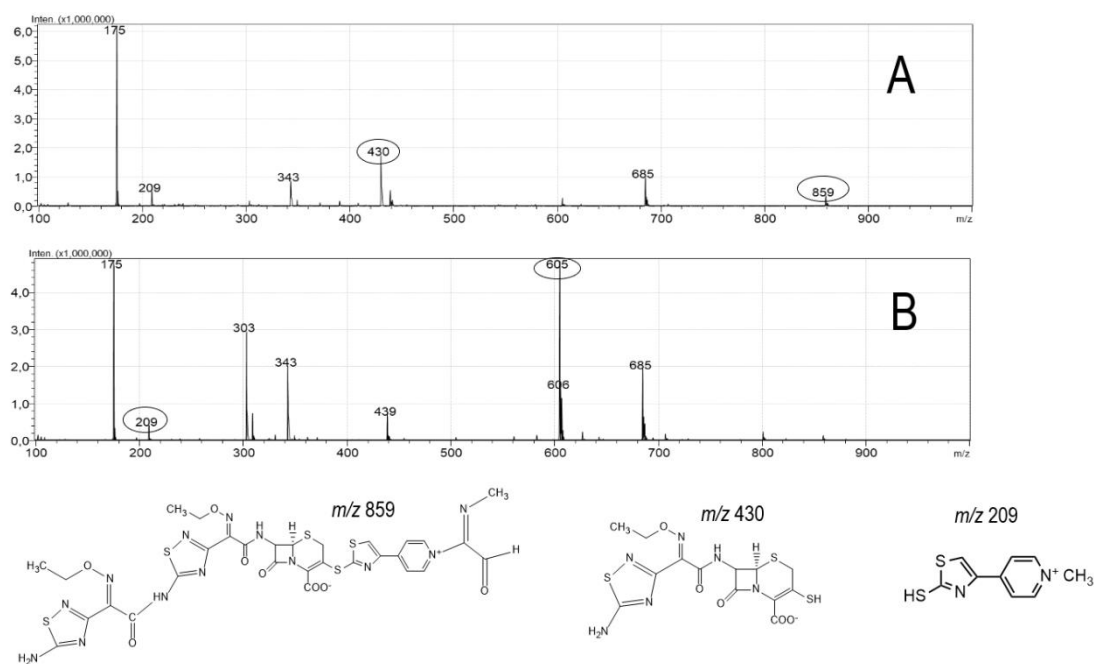 Inten. (x1,000,000)
6,0
5,0
4,0
3,0
2,0
1,0
0,0
175
209
343
430
685
859
A
100 200 300 400 500 600 700 800 900 m/z
Inten. (x1,000,000)
4,0
3,0
2,0
1,0
0,0
175
209
303
343
439
605
606
685
B
100 200 300 400 500 600 700 800 900 m/z
m/z 859
CH3 O N
H N H S
O
N CH3
H
N+
O
S N
COO-
N
O
S N
N
H3C O N
NH
C
O
N
S N
H2N
m/z 430
H3C O N
H N H S
O
N
S N
O N
SH
COO-
H2N
m/z 209
S
HS N
N+ CH3